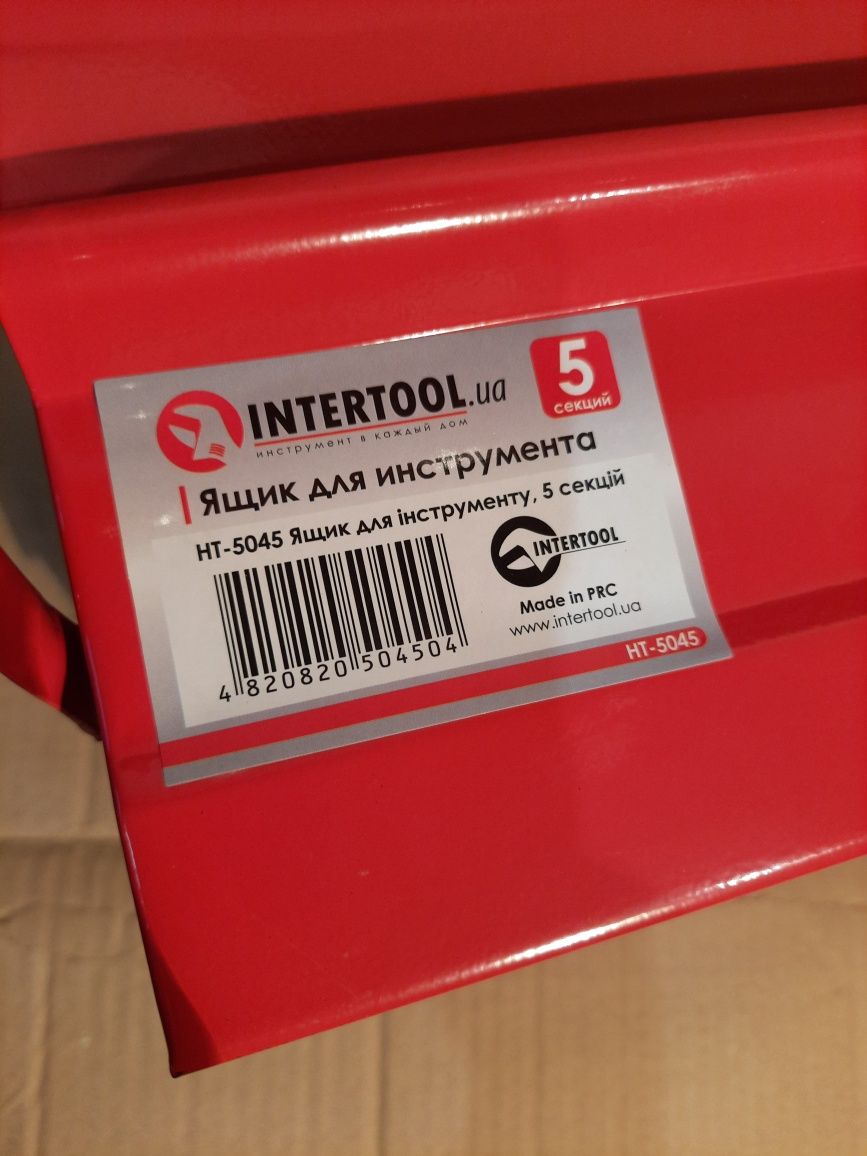 INTERTOOL.ua
инструмент в каждый дом
5
секций
Ящик для инструмента
HT-5045 Ящик для інструменту, 5 секцій
INTERTOOL
Made in PRC
www.intertool.ua
4 820820 504504
HT-5045